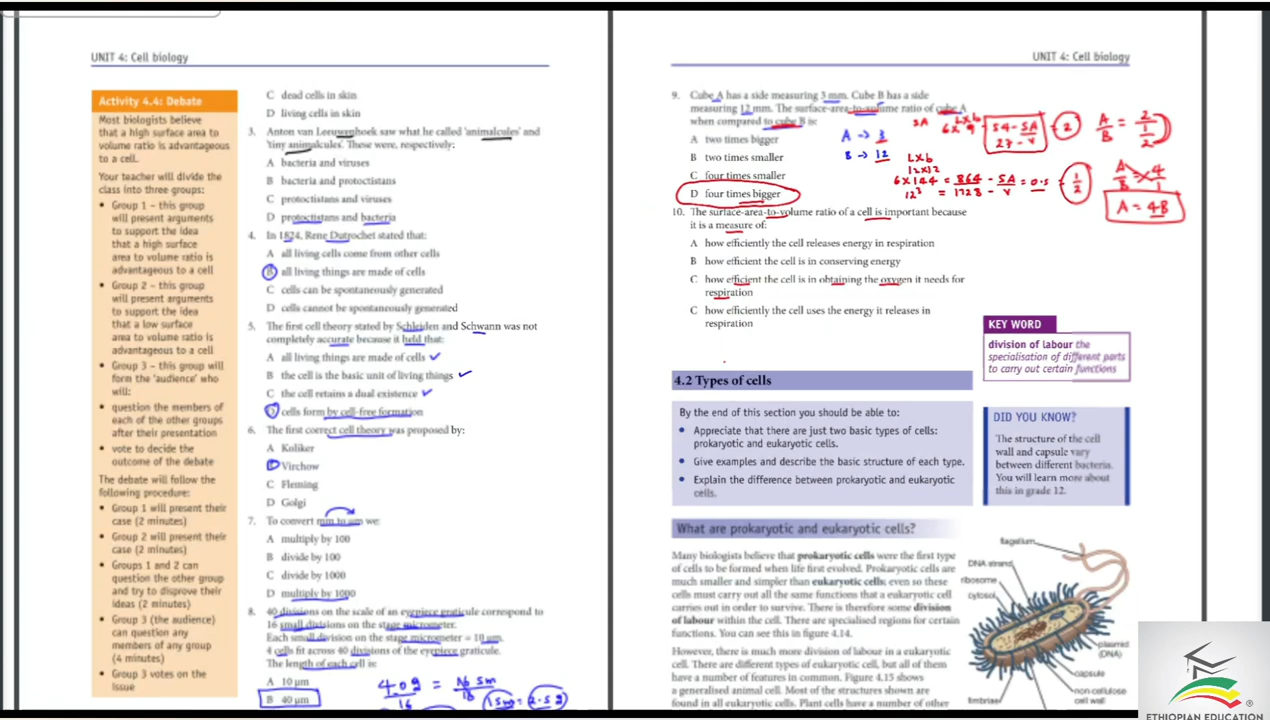 UNIT 4: Cell biology
Activity 4.4: Debate
Most biologists believe
that a high surface area to
volume ratio is advantageous
to a cell.
Your teacher will divide the
class into three groups:
• Group 1 – this group
will present arguments
to support the idea
that a high surface
area to volume ratio is
advantageous to a cell
• Group 2 – this group
will present arguments
to support the idea
that a low surface
area to volume ratio is
advantageous to a cell
• Group 3 – this group will
form the 'audience' who
will:
• question the members of
each of the other groups
after their presentation
• vote to decide the
outcome of the debate
The debate will follow the
following procedure:
• Group 1 will present their
case (2 minutes)
• Group 2 will present their
case (2 minutes)
• Groups 1 and 2 can
question the other group
and try to disprove their
ideas (2 minutes)
• Group 3 (the audience)
can question any
members of any group
(4 minutes)
• Group 3 votes on the
issue
C dead cells in skin
D living cells in skin
3. Anton van Leeuwenhoek saw what he called 'animalcules' and
'tiny animalcules'. These were, respectively:
A bacteria and viruses
B bacteria and protoctistans
C protoctistans and viruses
D protoctistans and bacteria
4. In 1824, Rene Dutrochet stated that:
A all living cells come from other cells
B all living things are made of cells
C cells can be spontaneously generated
D cells cannot be spontaneously generated
5. The first cell theory stated by Schleiden and Schwann was not
completely accurate because it held that:
A all living things are made of cells
B the cell is the basic unit of living things
C the cell retains a dual existence
D cells form by cell-free formation
6. The first correct cell theory was proposed by:
A Koliker
B Virchow
C Fleming
D Golgi
7. To convert mm to µm we:
A multiply by 100
B divide by 100
C divide by 1000
D multiply by 1000
8. 40 divisions on the scale of an eyepiece graticule correspond to
16 small divisions on the stage micrometer.
Each small division on the stage micrometer = 10 µm.
4 cells fit across 40 divisions of the eyepiece graticule.
The length of each cell is:
A 10 µm
B 40 µm
UNIT 4: Cell biology
9. Cube A has a side measuring 3 mm. Cube B has a side
measuring 12 mm. The surface-area-to-volume ratio of cube A
when compared to cube B is:
A two times bigger
B two times smaller
C four times smaller
D four times bigger
SA
L×b
6×9 = 54 - SA = 2
27 - V
A/B = 2/½
A → 3
B → 12
L×b
12×12
6×144 = 864 - SA = 0.5 = ½
12³ = 1728 - V
A/B 4/1
A = 4B
10. The surface-area-to-volume ratio of a cell is important because
it is a measure of:
A how efficiently the cell releases energy in respiration
B how efficient the cell is in conserving energy
C how efficient the cell is in obtaining the oxygen it needs for
respiration
C how efficiently the cell uses the energy it releases in
respiration
KEY WORD
division of labour the
specialisation of different parts
to carry out certain functions
4.2 Types of cells
By the end of this section you should be able to:
• Appreciate that there are just two basic types of cells:
prokaryotic and eukaryotic cells.
• Give examples and describe the basic structure of each type.
• Explain the difference between prokaryotic and eukaryotic
cells.
DID YOU KNOW?
The structure of the cell
wall and capsule vary
between different bacteria.
You will learn more about
this in grade 12.
What are prokaryotic and eukaryotic cells?
Many biologists believe that prokaryotic cells were the first type
of cells to be formed when life first evolved. Prokaryotic cells are
much smaller and simpler than eukaryotic cells; even so these
cells must carry out all the same functions that a eukaryotic cell
carries out in order to survive. There is therefore some division
of labour within the cell. There are specialised regions for certain
functions. You can see this in figure 4.14.
However, there is much more division of labour in a eukaryotic
cell. There are different types of eukaryotic cell, but all of them
have a number of features in common. Figure 4.15 shows
a generalised animal cell. Most of the structures shown are
found in all eukaryotic cells. Plant cells have a number of other
flagellum
DNA strand
ribosome
cytosol
plasmid
(DNA)
capsule
non cellulose
cell wall
fimbriae
ETHIOPIAN EDUCATION